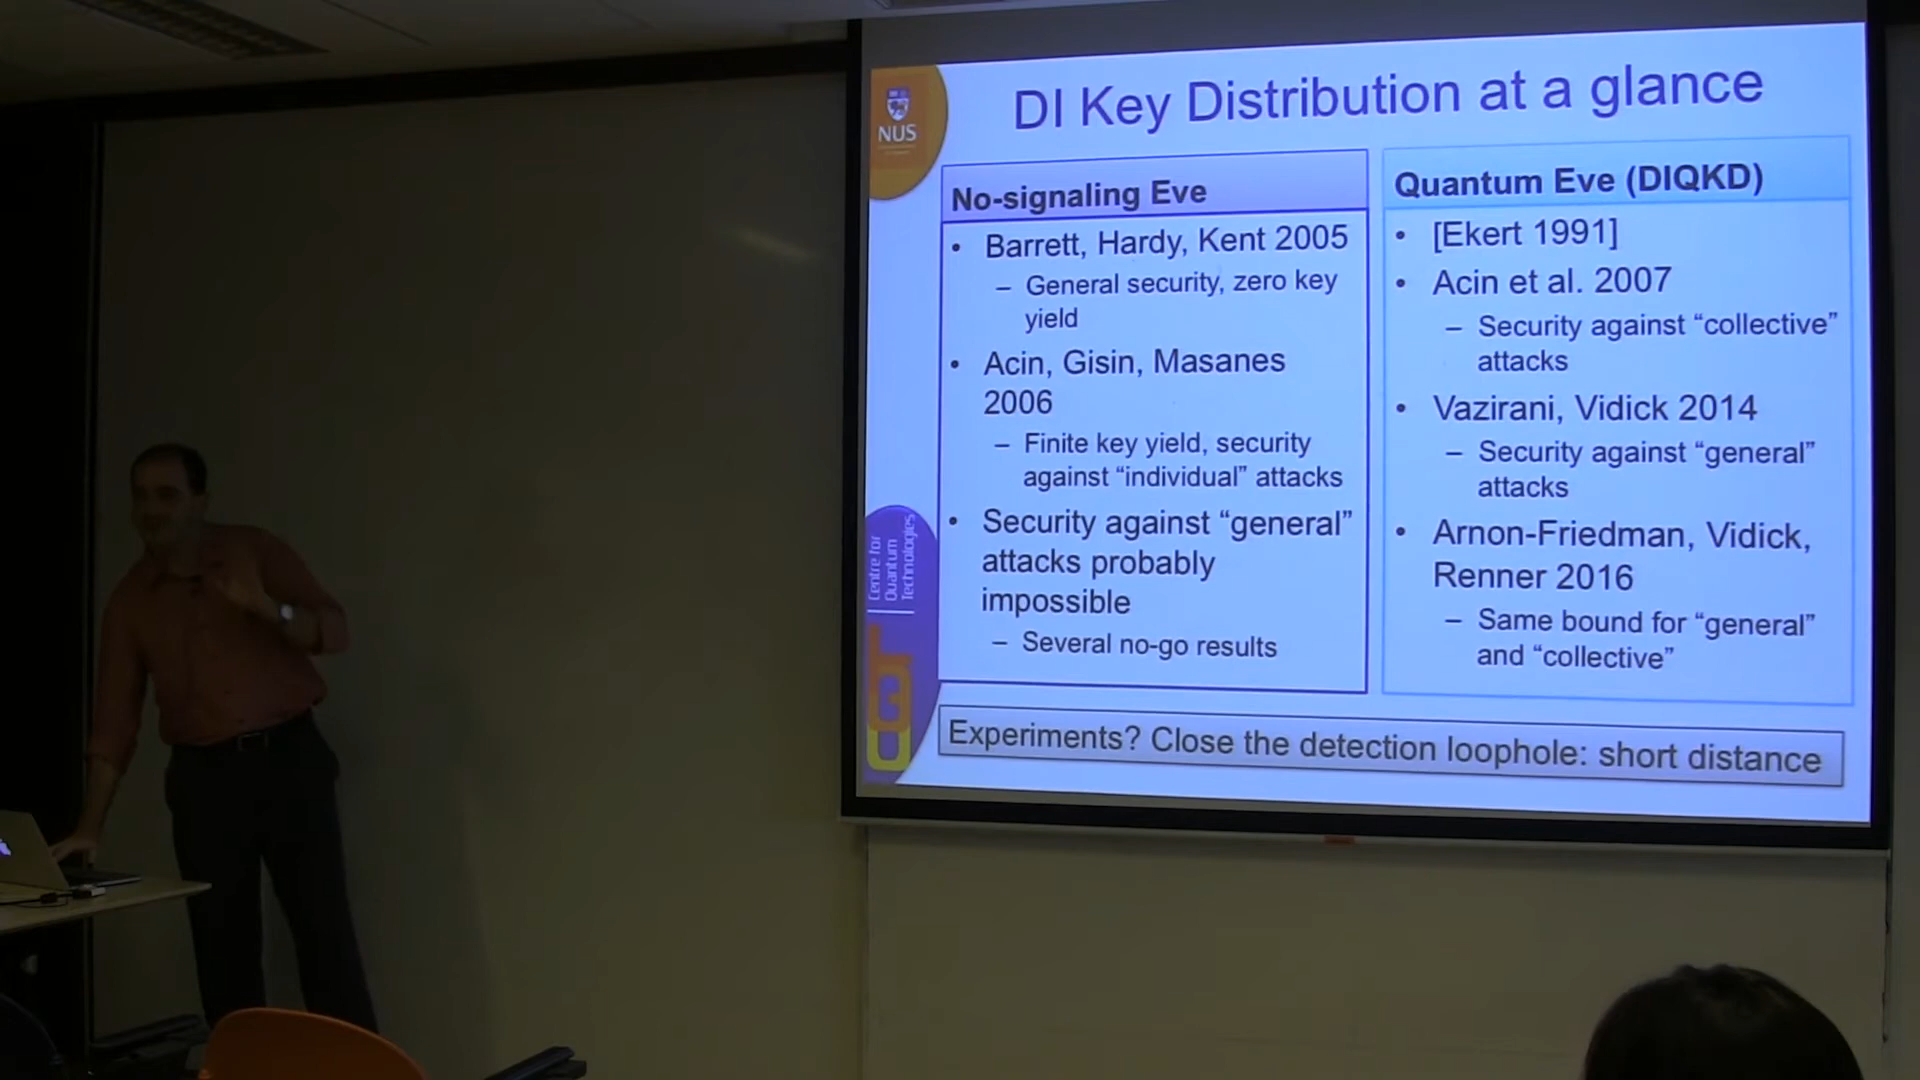 NUS
DI Key Distribution at a glance
No-signaling Eve
• Barrett, Hardy, Kent 2005
– General security, zero key
yield
• Acin, Gisin, Masanes
2006
– Finite key yield, security
against “individual” attacks
• Security against “general”
attacks probably
impossible
– Several no-go results
Quantum Eve (DIQKD)
• [Ekert 1991]
• Acin et al. 2007
– Security against “collective”
attacks
• Vazirani, Vidick 2014
– Security against “general”
attacks
• Arnon-Friedman, Vidick,
Renner 2016
– Same bound for “general”
and “collective”
Experiments? Close the detection loophole: short distance
Centre for
Quantum
Technologies